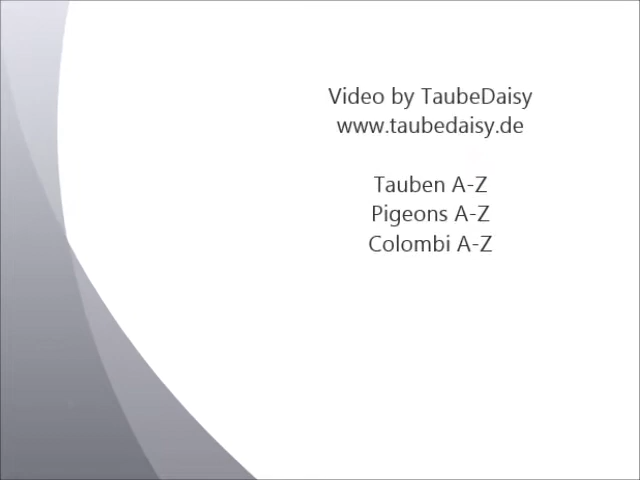 Video by TaubeDaisy
www.taubedaisy.de
Tauben A-Z
Pigeons A-Z
Colombi A-Z